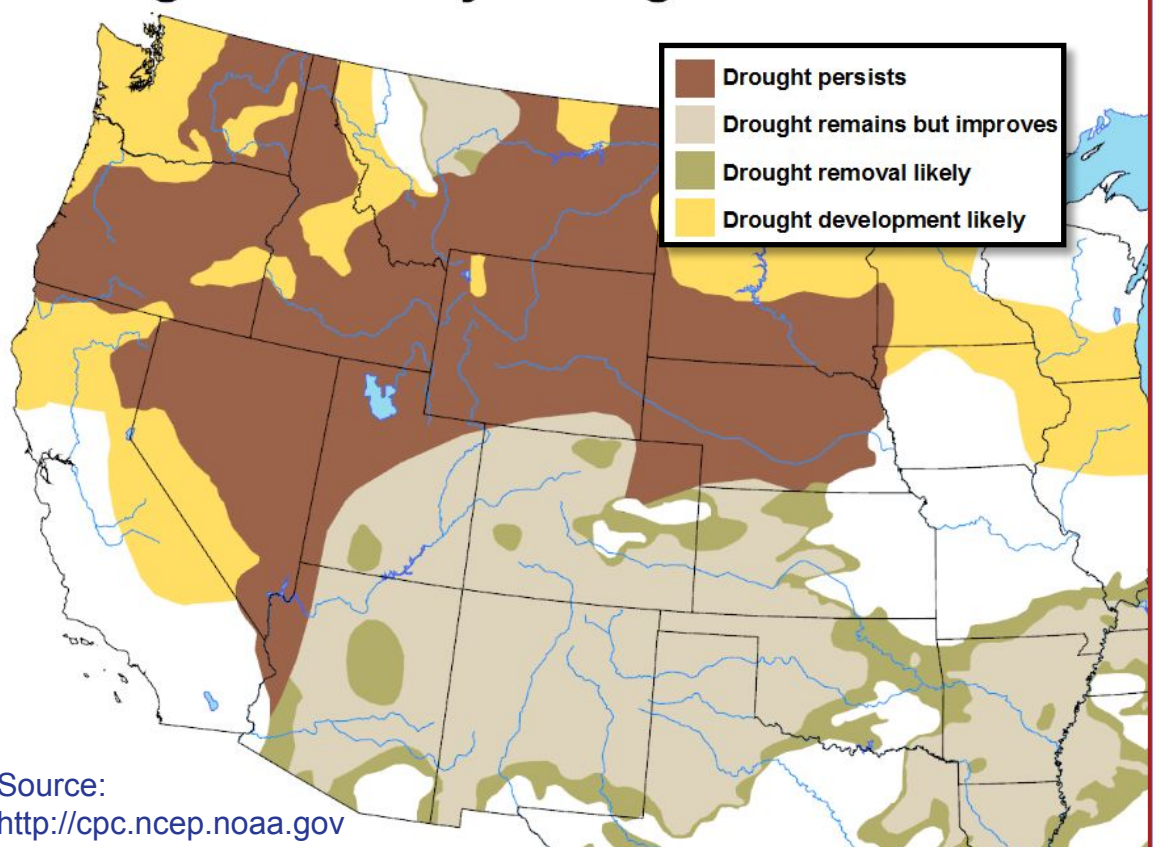 Drought persists
Drought remains but improves
Drought removal likely
Drought development likely
Source:
http://cpc.ncep.noaa.gov